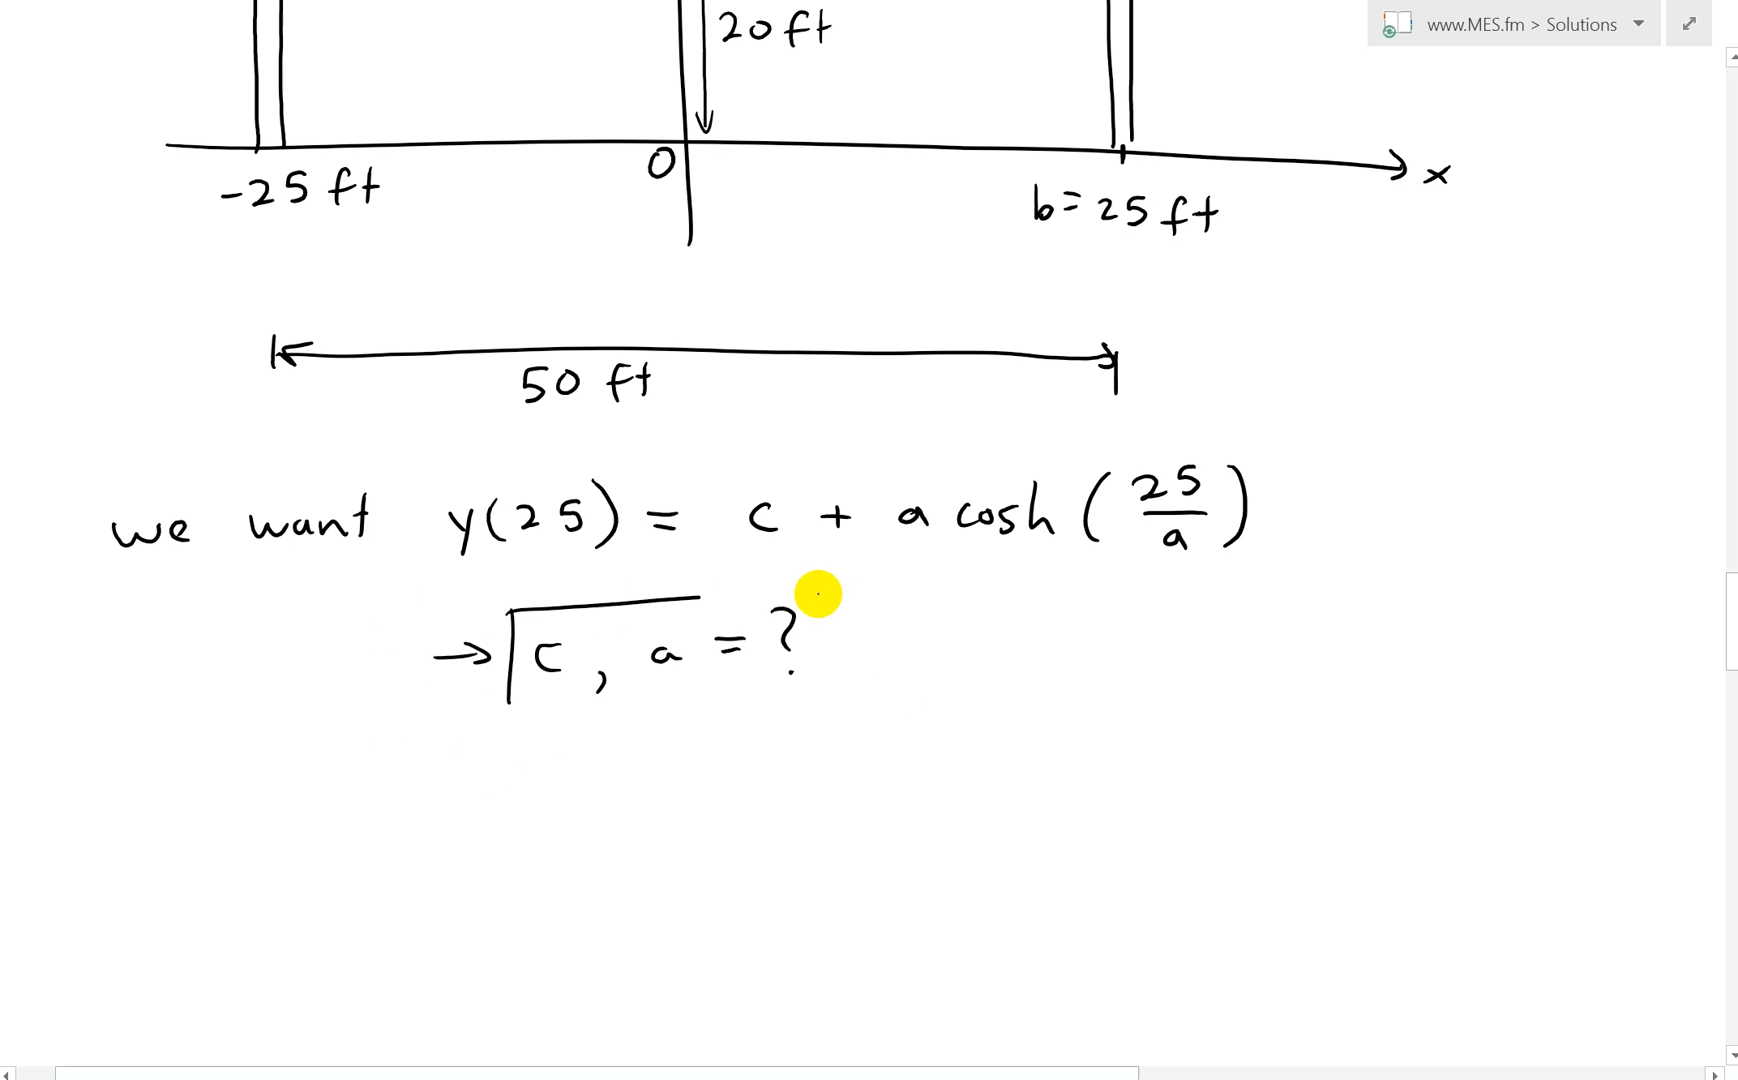 www.MES.fm > Solutions
20 ft
0
x
-25 ft
b = 25 ft
50 ft
we want y(25) = c + a cosh (25/a)
→ c, a = ?